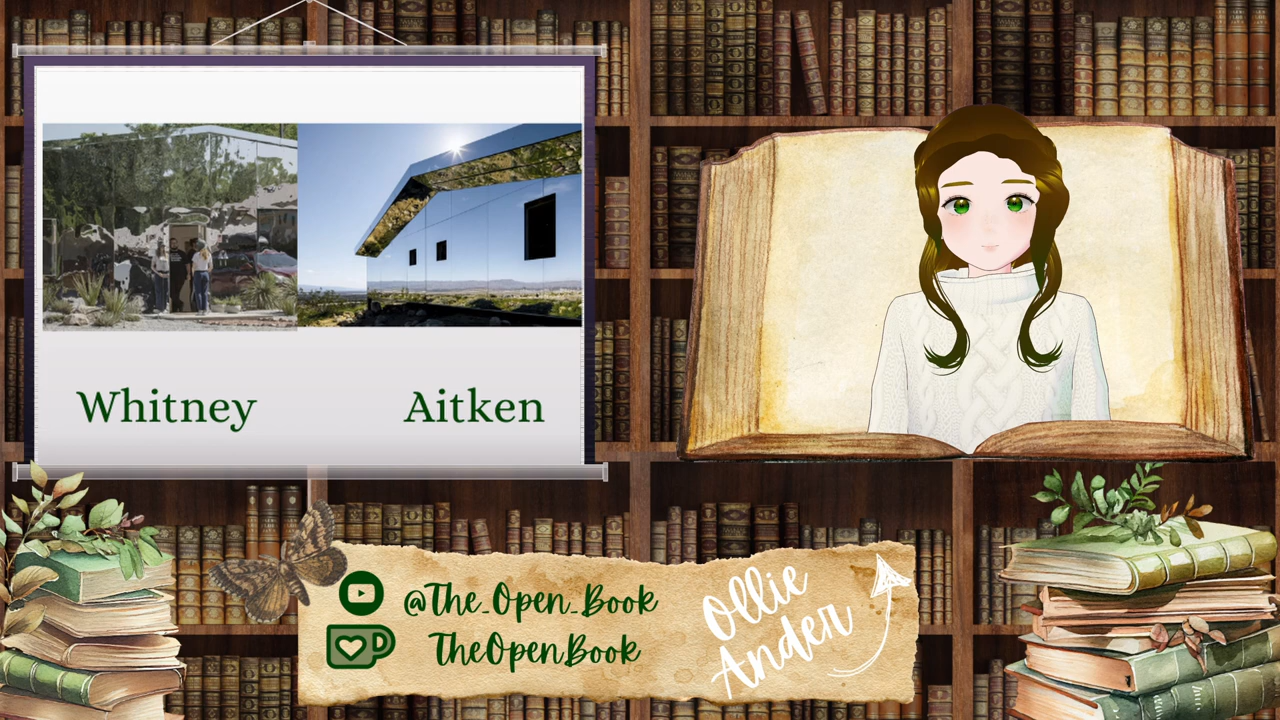 Whitney Aitken
@The_Open_Book
TheOpenBook
Ollie
Ander